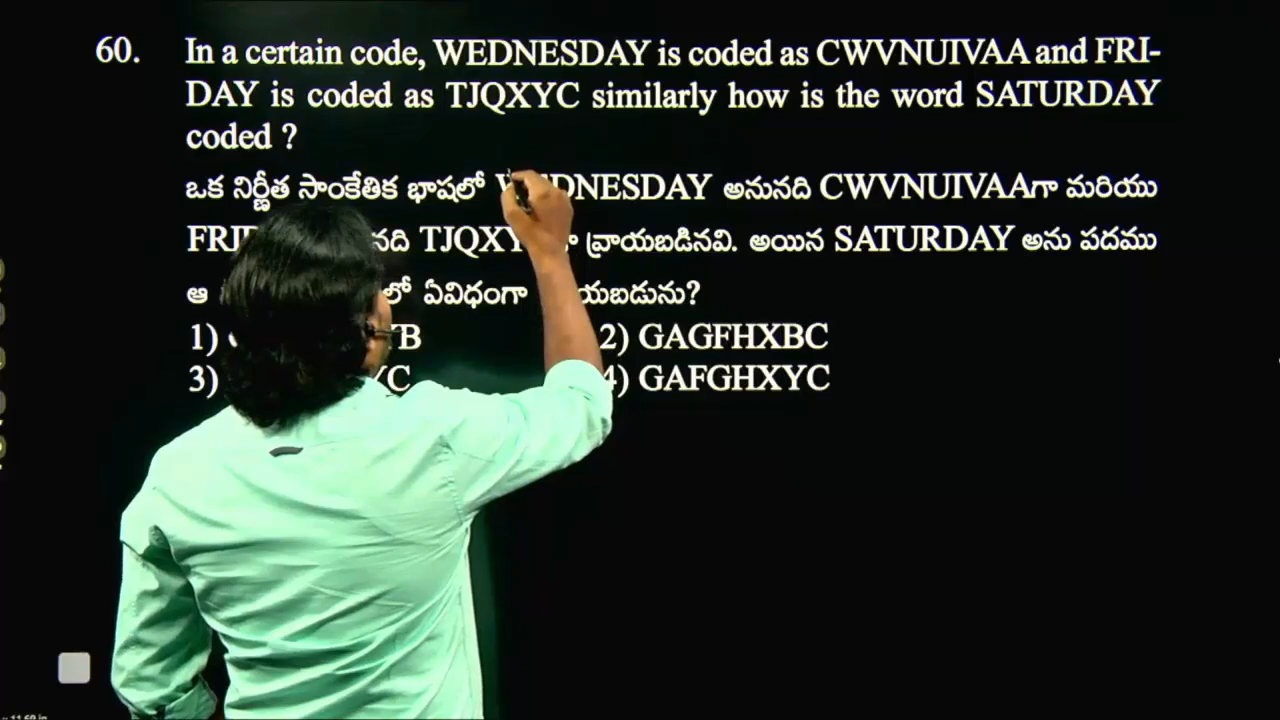 60. In a certain code, WEDNESDAY is coded as CWVNUIVAA and FRI-
DAY is coded as TJQXYC similarly how is the word SATURDAY
coded ?
ఒక నిర్ణీత సాంకేతిక భాషలో DNESDAY అనునది CWVNUIVAAగా మరియు
TJQXY వ్రాయబడినవి. అయిన SATURDAY అను పదము
ఆ ఏవిధంగా యబడును?
1) 2) GAGFHXBC
3) 4) GAFGHXYC